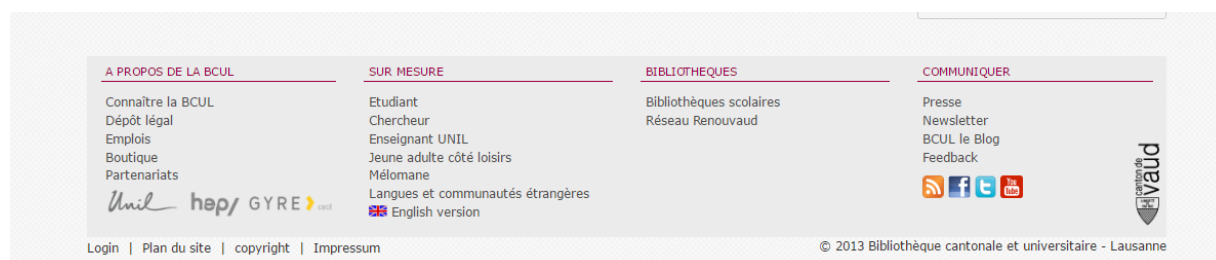 A PROPOS DE LA BCUL
Connaître la BCUL
Dépôt légal
Emplois
Boutique
Partenariats
Unil hep/ GYRE
SUR MESURE
Etudiant
Chercheur
Enseignant UNIL
Jeune adulte côté loisirs
Mélomane
Langues et communautés étrangères
English version
BIBLIOTHEQUES
Bibliothèques scolaires
Réseau Renouvaud
COMMUNIQUER
Presse
Newsletter
BCUL le Blog
Feedback
You
Tube
canton de
vaud
Login | Plan du site | copyright | Impressum
© 2013 Bibliothèque cantonale et universitaire - Lausanne